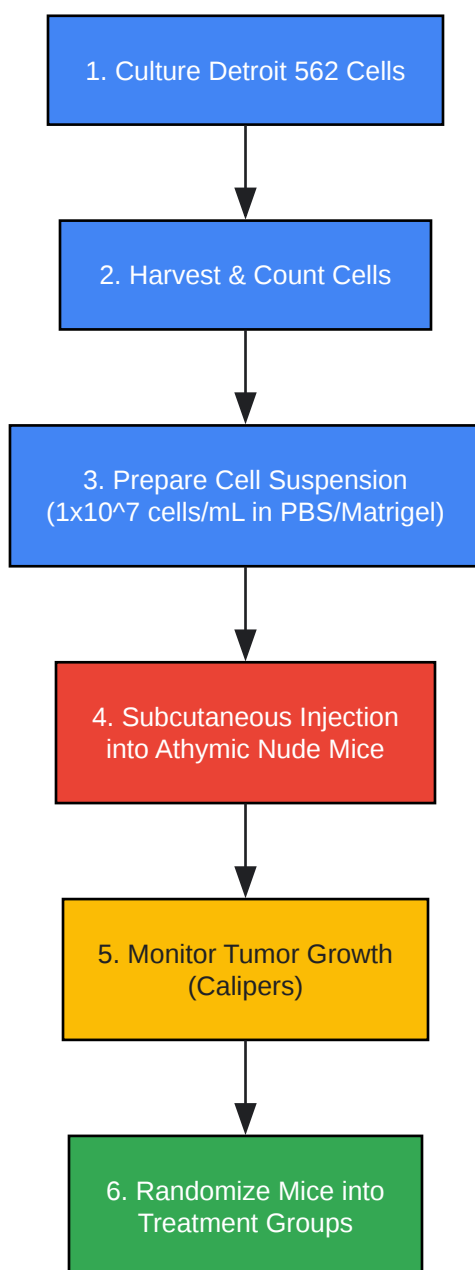 1. Culture Detroit 562 Cells
2. Harvest & Count Cells
3. Prepare Cell Suspension
(1x10^7 cells/mL in PBS/Matrigel)
4. Subcutaneous Injection
into Athymic Nude Mice
5. Monitor Tumor Growth
(Calipers)
6. Randomize Mice into
Treatment Groups